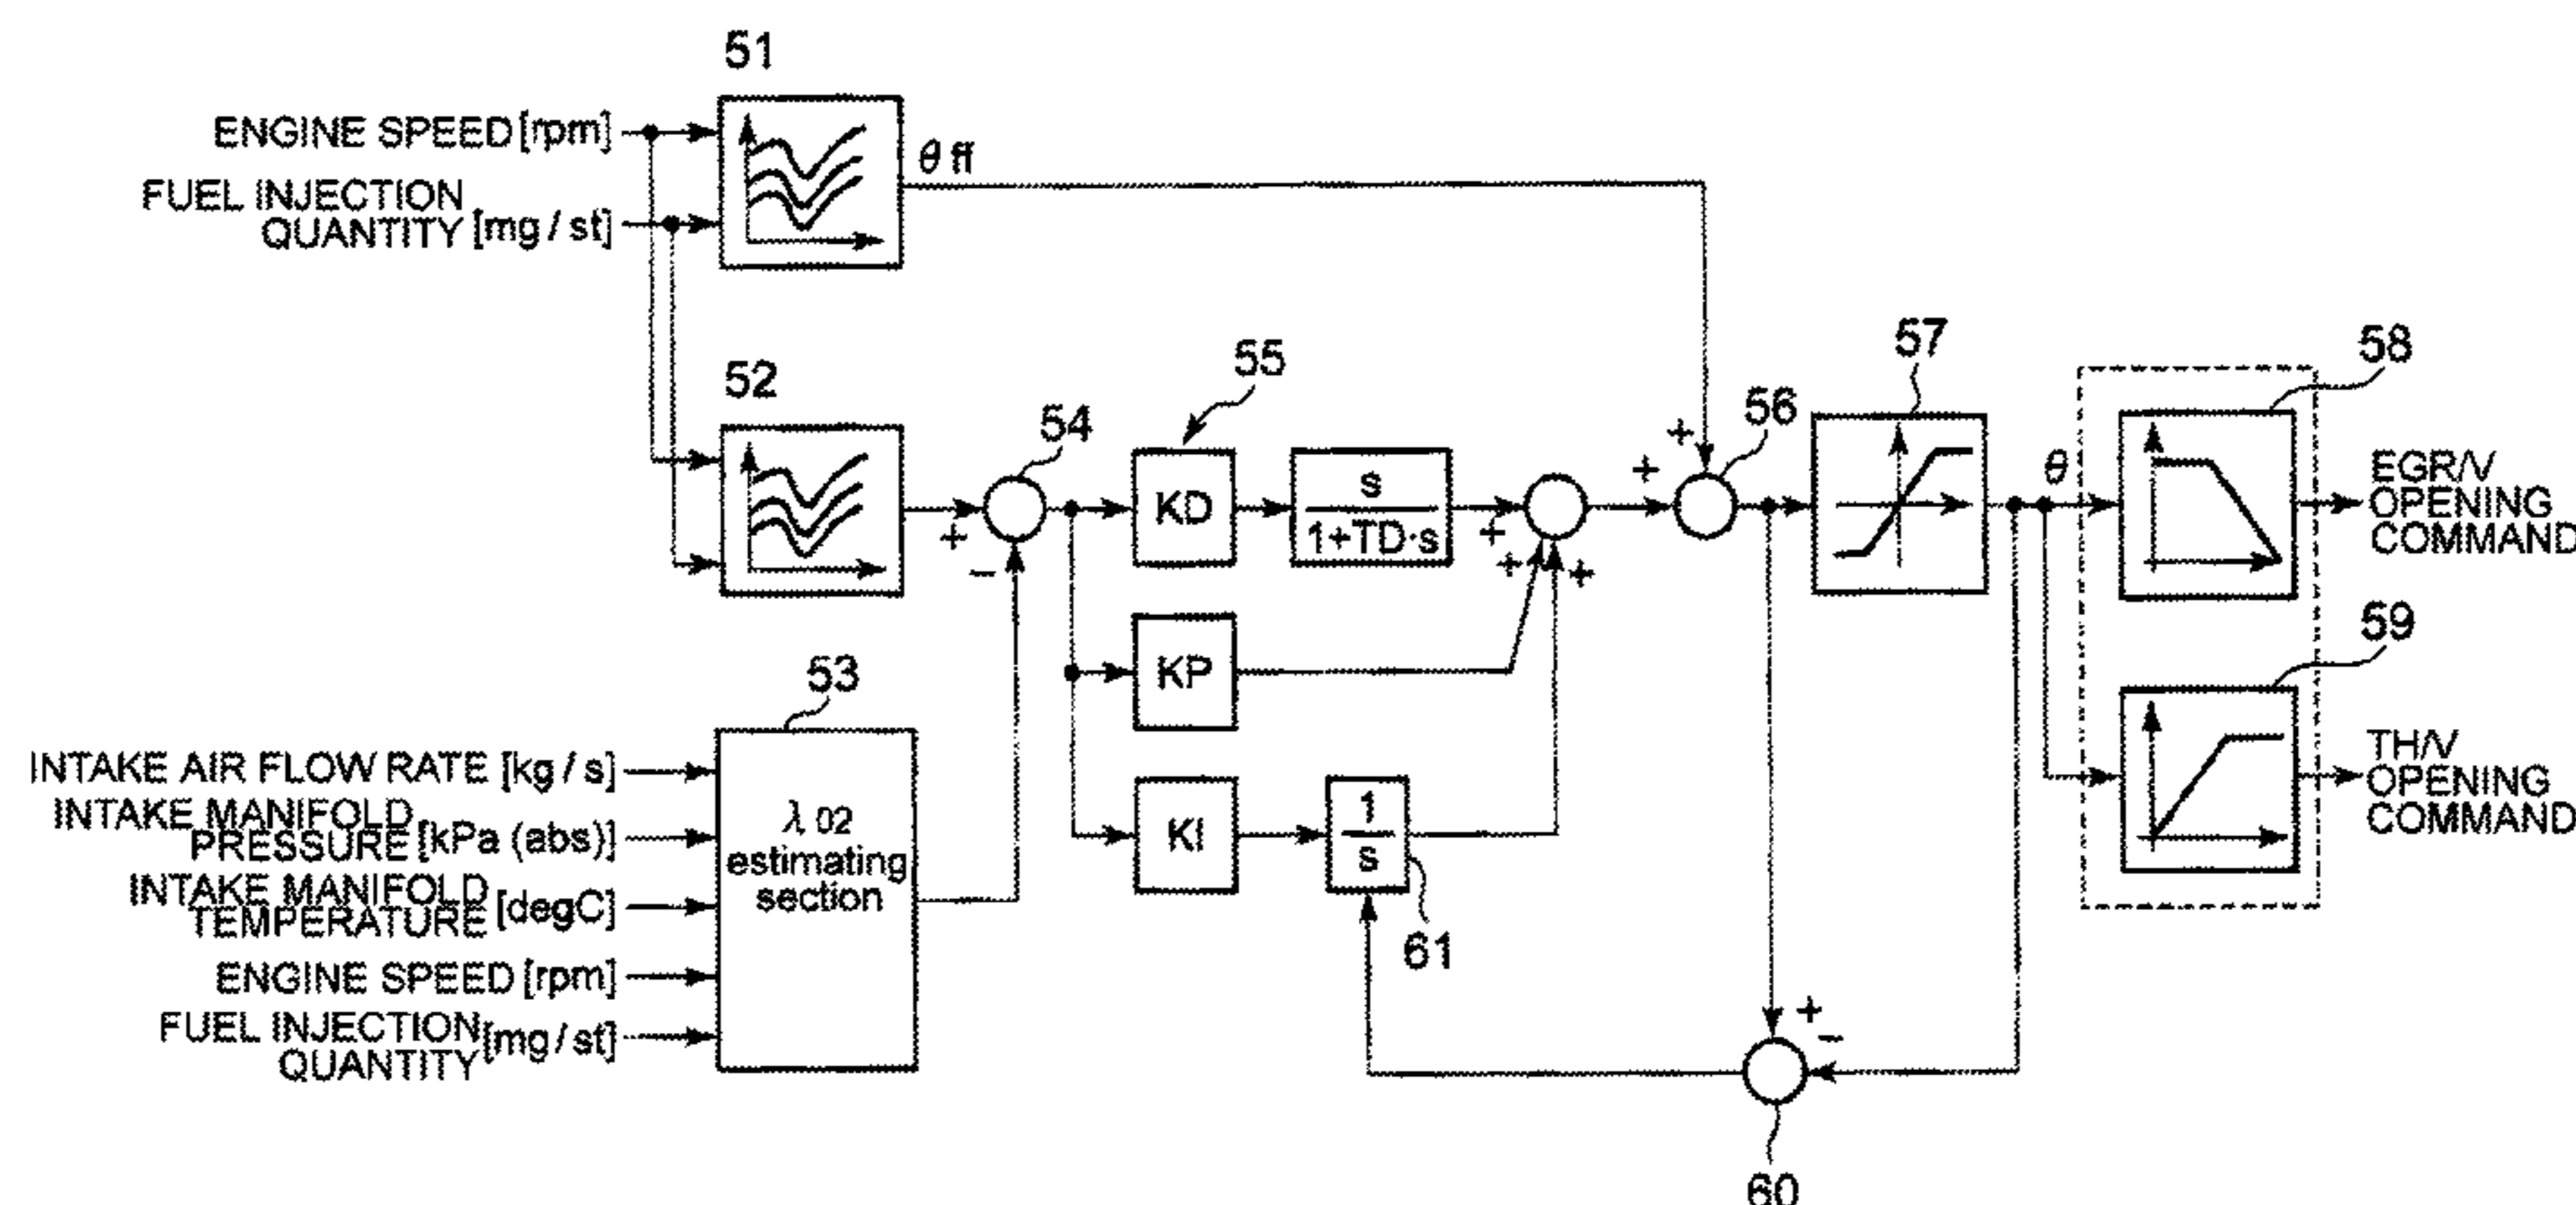 51
ENGINE SPEED [rpm]
FUEL INJECTION
QUANTITY [mg / st]
θ ff
52
54
55
KD
s
1+TD·s
+
−
+
+
+
+
+
56
57
θ
58
EGR/V
OPENING
COMMAND
KP
59
TH/V
OPENING
COMMAND
53
INTAKE AIR FLOW RATE [kg / s]
INTAKE MANIFOLD
PRESSURE [kPa (abs)]
INTAKE MANIFOLD
TEMPERATURE [degC]
ENGINE SPEED [rpm]
FUEL INJECTION
QUANTITY [mg / st]
λ 02
estimating
section
KI
1
s
61
+
−
60